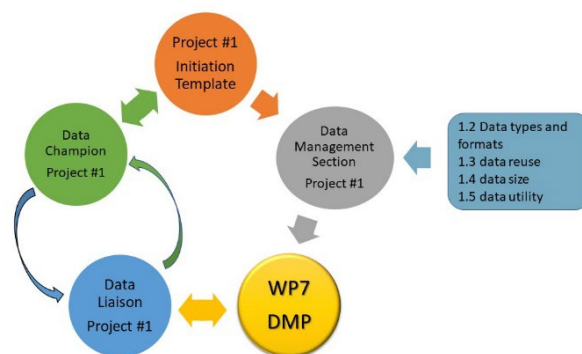 Project #1
Initiation
Template
Data
Champion
Project #1
Data
Management
Section
Project #1
1.2 Data types and
formats
1.3 data reuse
1.4 data size
1.5 data utility
Data
Liaison
Project #1
WP7
DMP